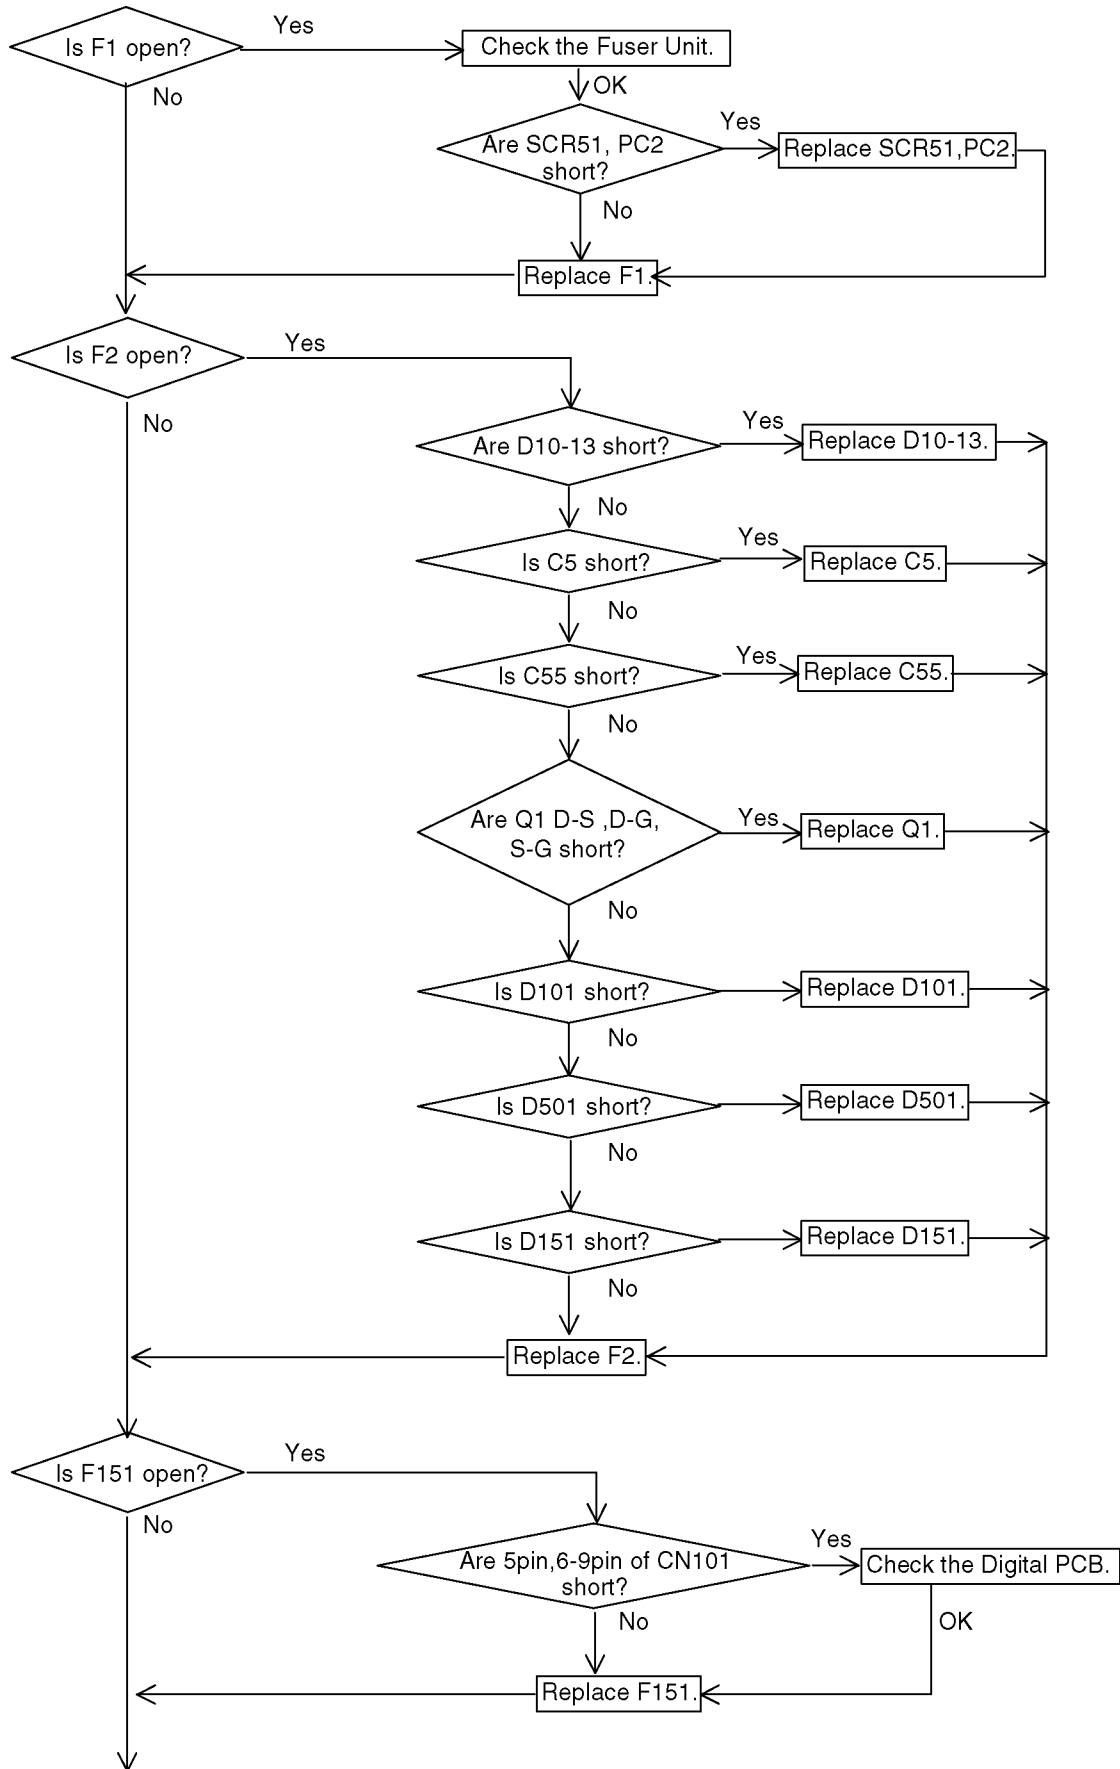 Is F1 open?
Yes
Check the Fuser Unit.
No
OK
Are SCR51, PC2
short?
Yes
Replace SCR51,PC2.
No
Replace F1.
Is F2 open?
Yes
No
Are D10-13 short?
Yes
Replace D10-13.
No
Is C5 short?
Yes
Replace C5.
No
Is C55 short?
Yes
Replace C55.
No
Are Q1 D-S ,D-G,
S-G short?
Yes
Replace Q1.
No
Is D101 short?
Replace D101.
No
Is D501 short?
Replace D501.
No
Is D151 short?
Replace D151.
No
Replace F2.
Is F151 open?
Yes
No
Are 5pin,6-9pin of CN101
short?
Yes
Check the Digital PCB.
No
OK
Replace F151.